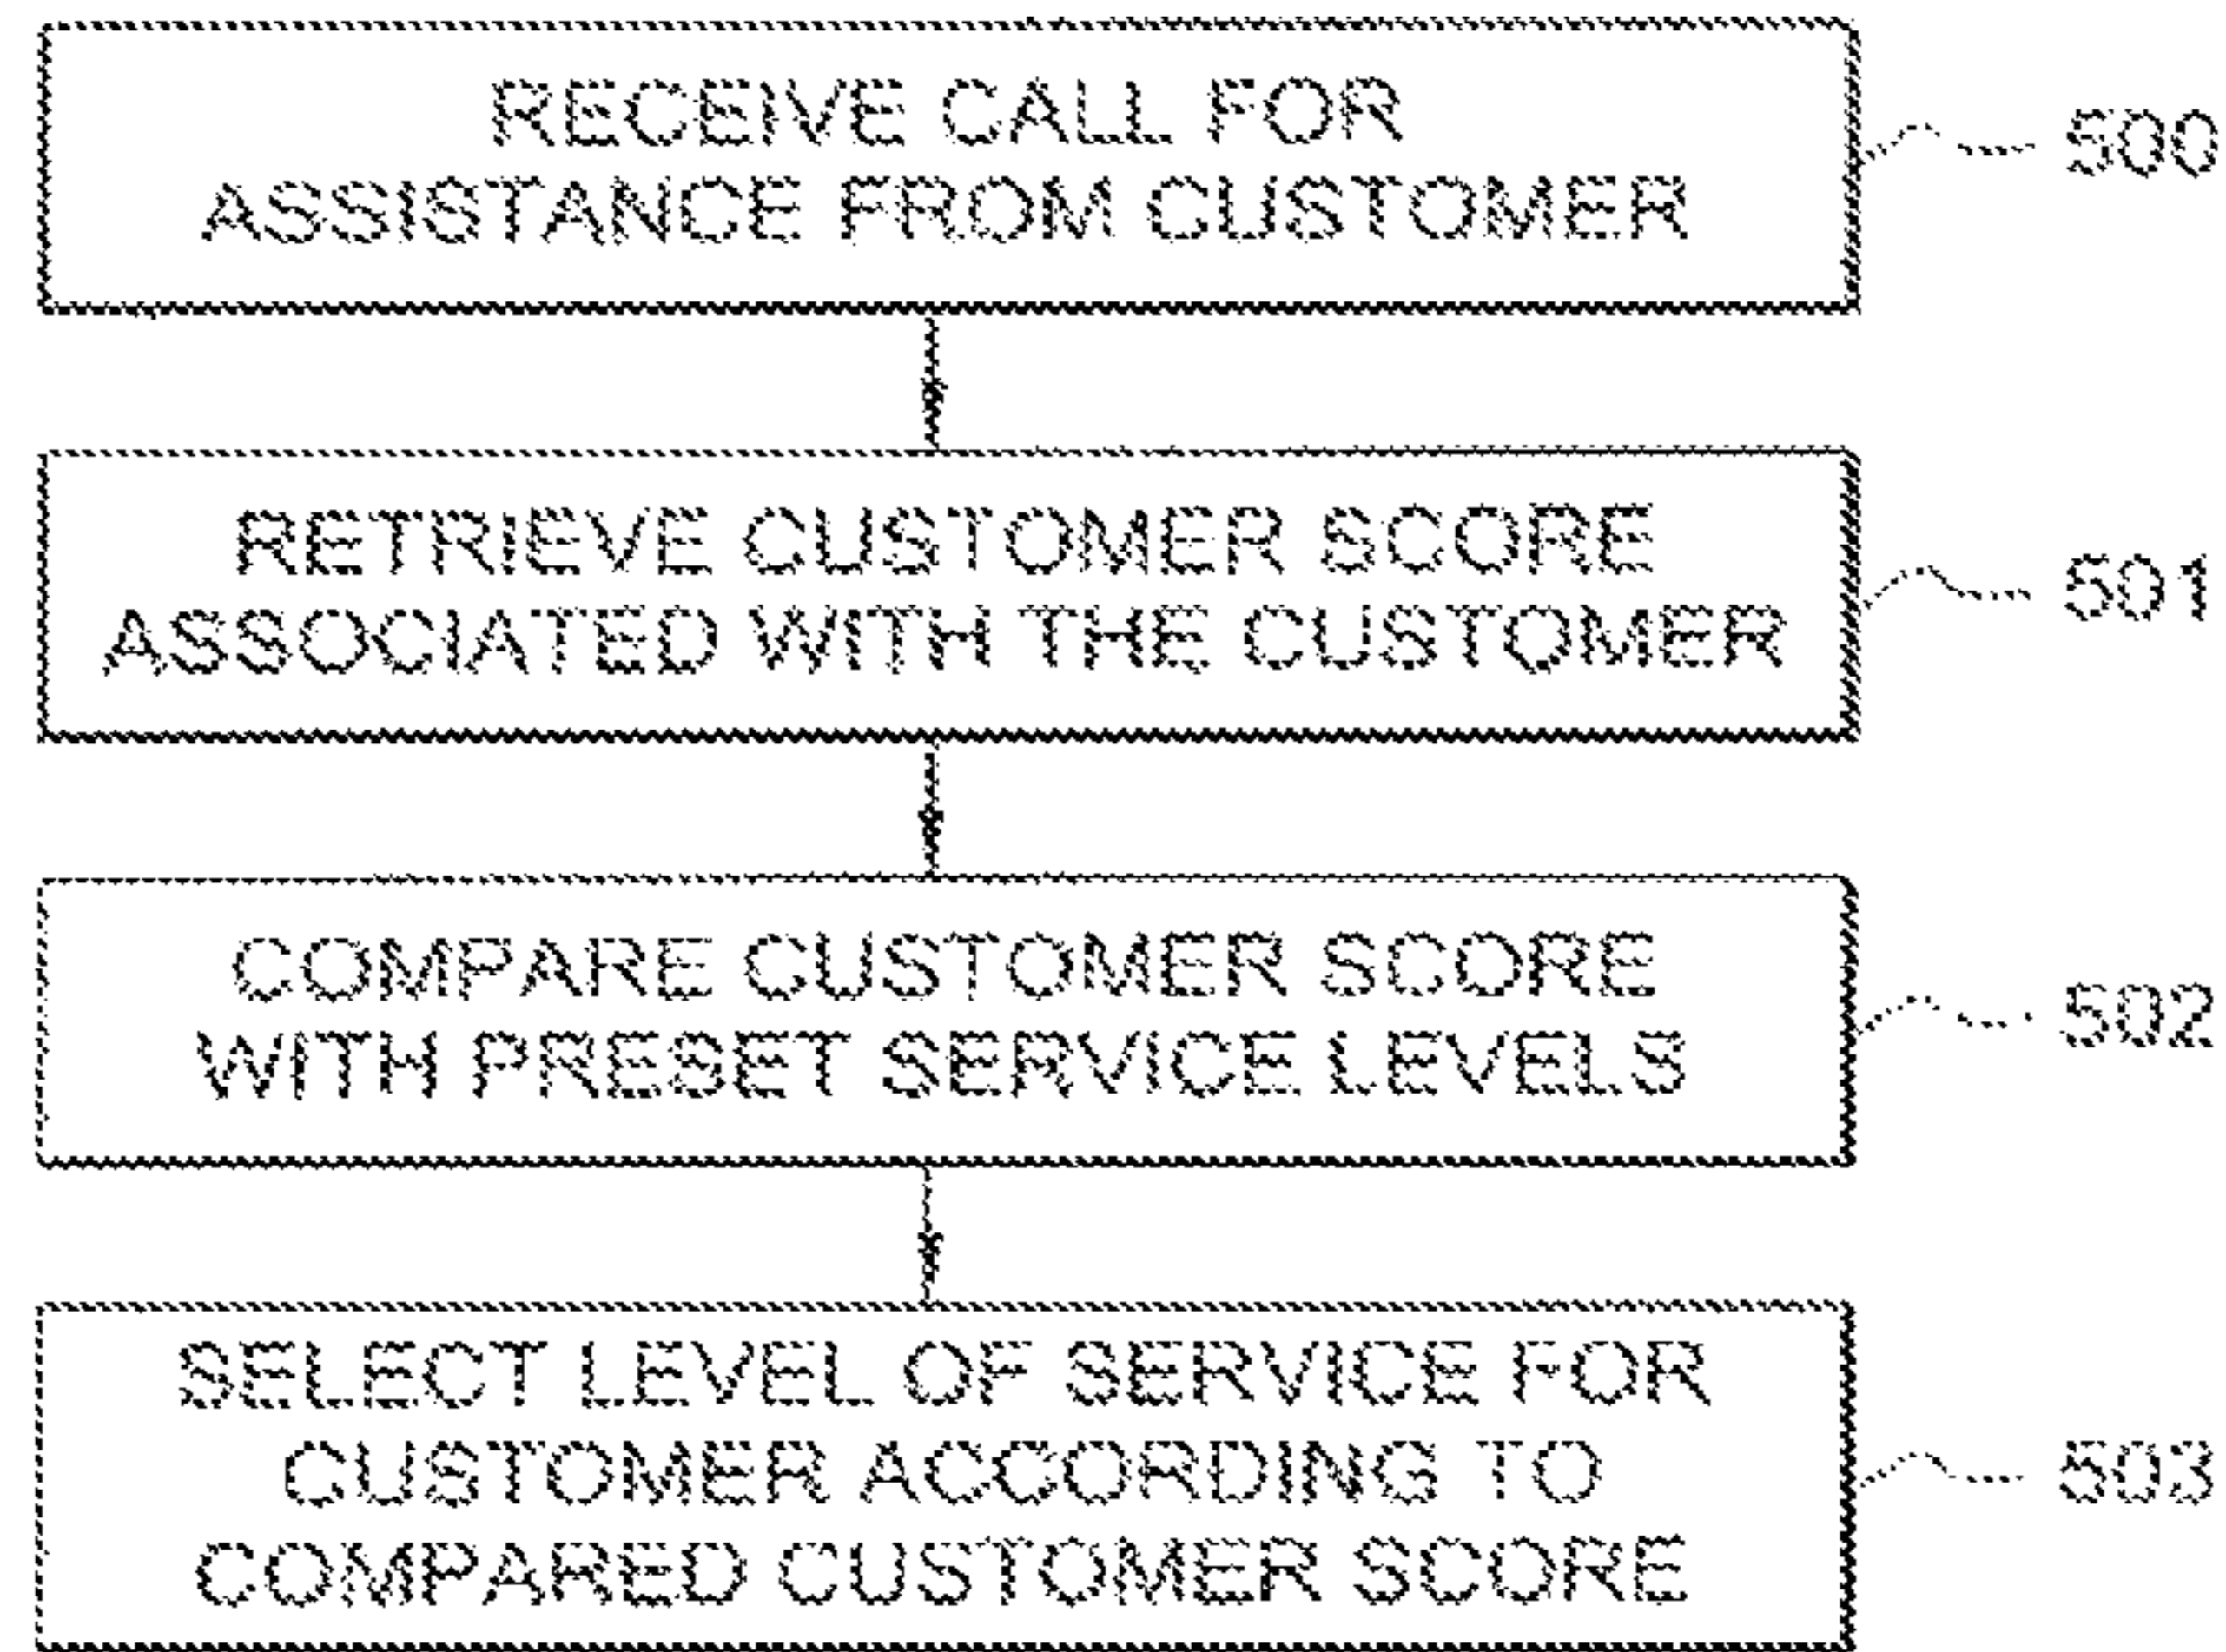 RECEIVE CALL FOR
ASSISTANCE FROM CUSTOMER
500
RETRIEVE CUSTOMER SCORE
ASSOCIATED WITH THE CUSTOMER
501
COMPARE CUSTOMER SCORE
WITH PRESET SERVICE LEVELS
502
SELECT LEVEL OF SERVICE FOR
CUSTOMER ACCORDING TO
COMPARED CUSTOMER SCORE
503